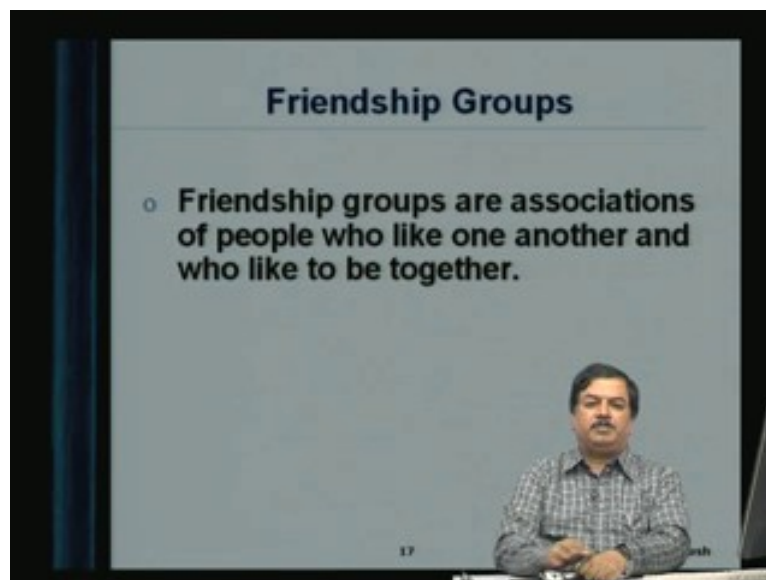 Friendship Groups
o Friendship groups are associations
of people who like one another and
who like to be together.
17